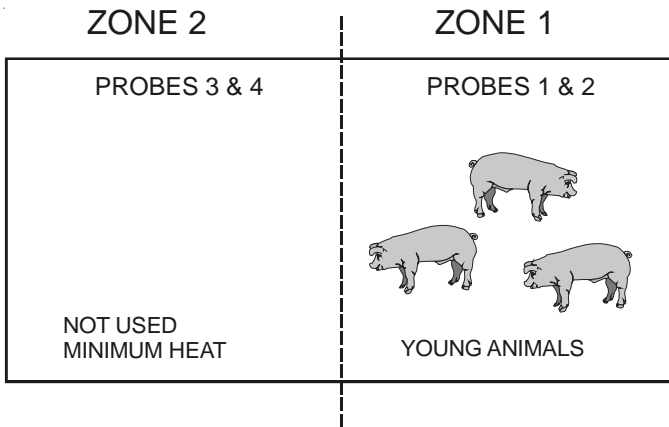 ZONE 2
ZONE 1
PROBES 3 & 4
PROBES 1 & 2
NOT USED
MINIMUM HEAT
YOUNG ANIMALS